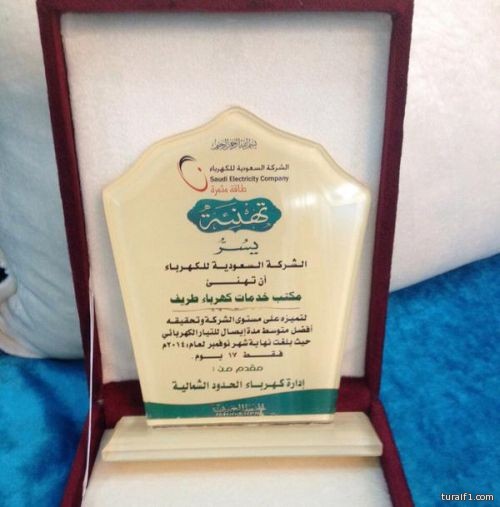 بسم الله الرحمن الرحيم
الشركة السعودية للكهرباء
Saudi Electricity Company
طاقة مثمرة
تهنئة
يسر
الشركة السعودية للكهرباء
أن تهنئ
مكتب خدمات كهرباء طريف
لتميزه على مستوى الشركة وتحقيقه
أفضل متوسط مدة إيصال للتيار الكهربائي
حيث بلغت نهاية شهر نوفمبر لعام ٢٠١٤م
فقط ١٧ يوم.
مقدم من:
إدارة كهرباء الحدود الشمالية
turaif1.com